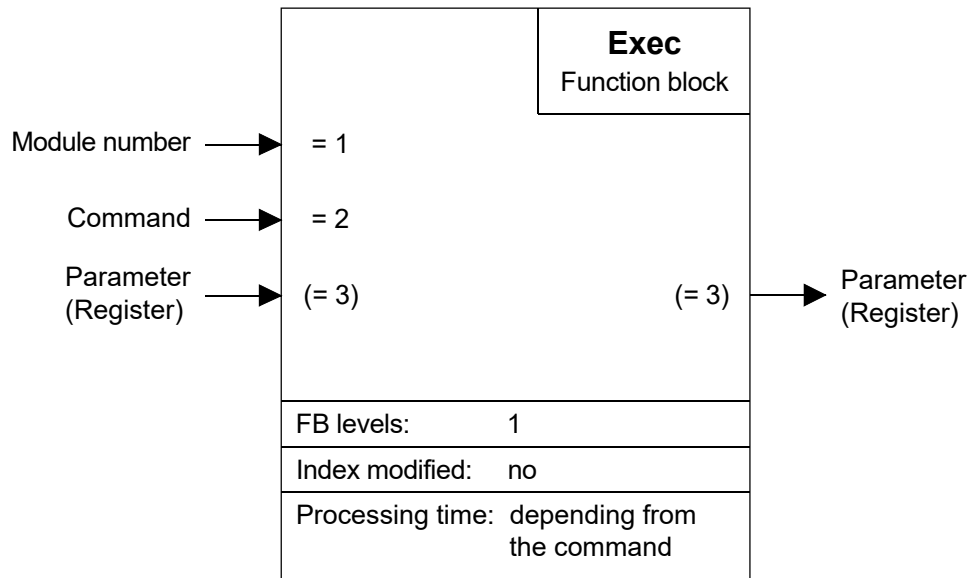 Exec
Function block
Module number = 1
Command = 2
Parameter
(Register) (= 3) (= 3) Parameter
(Register)
FB levels: 1
Index modified: no
Processing time: depending from
the command